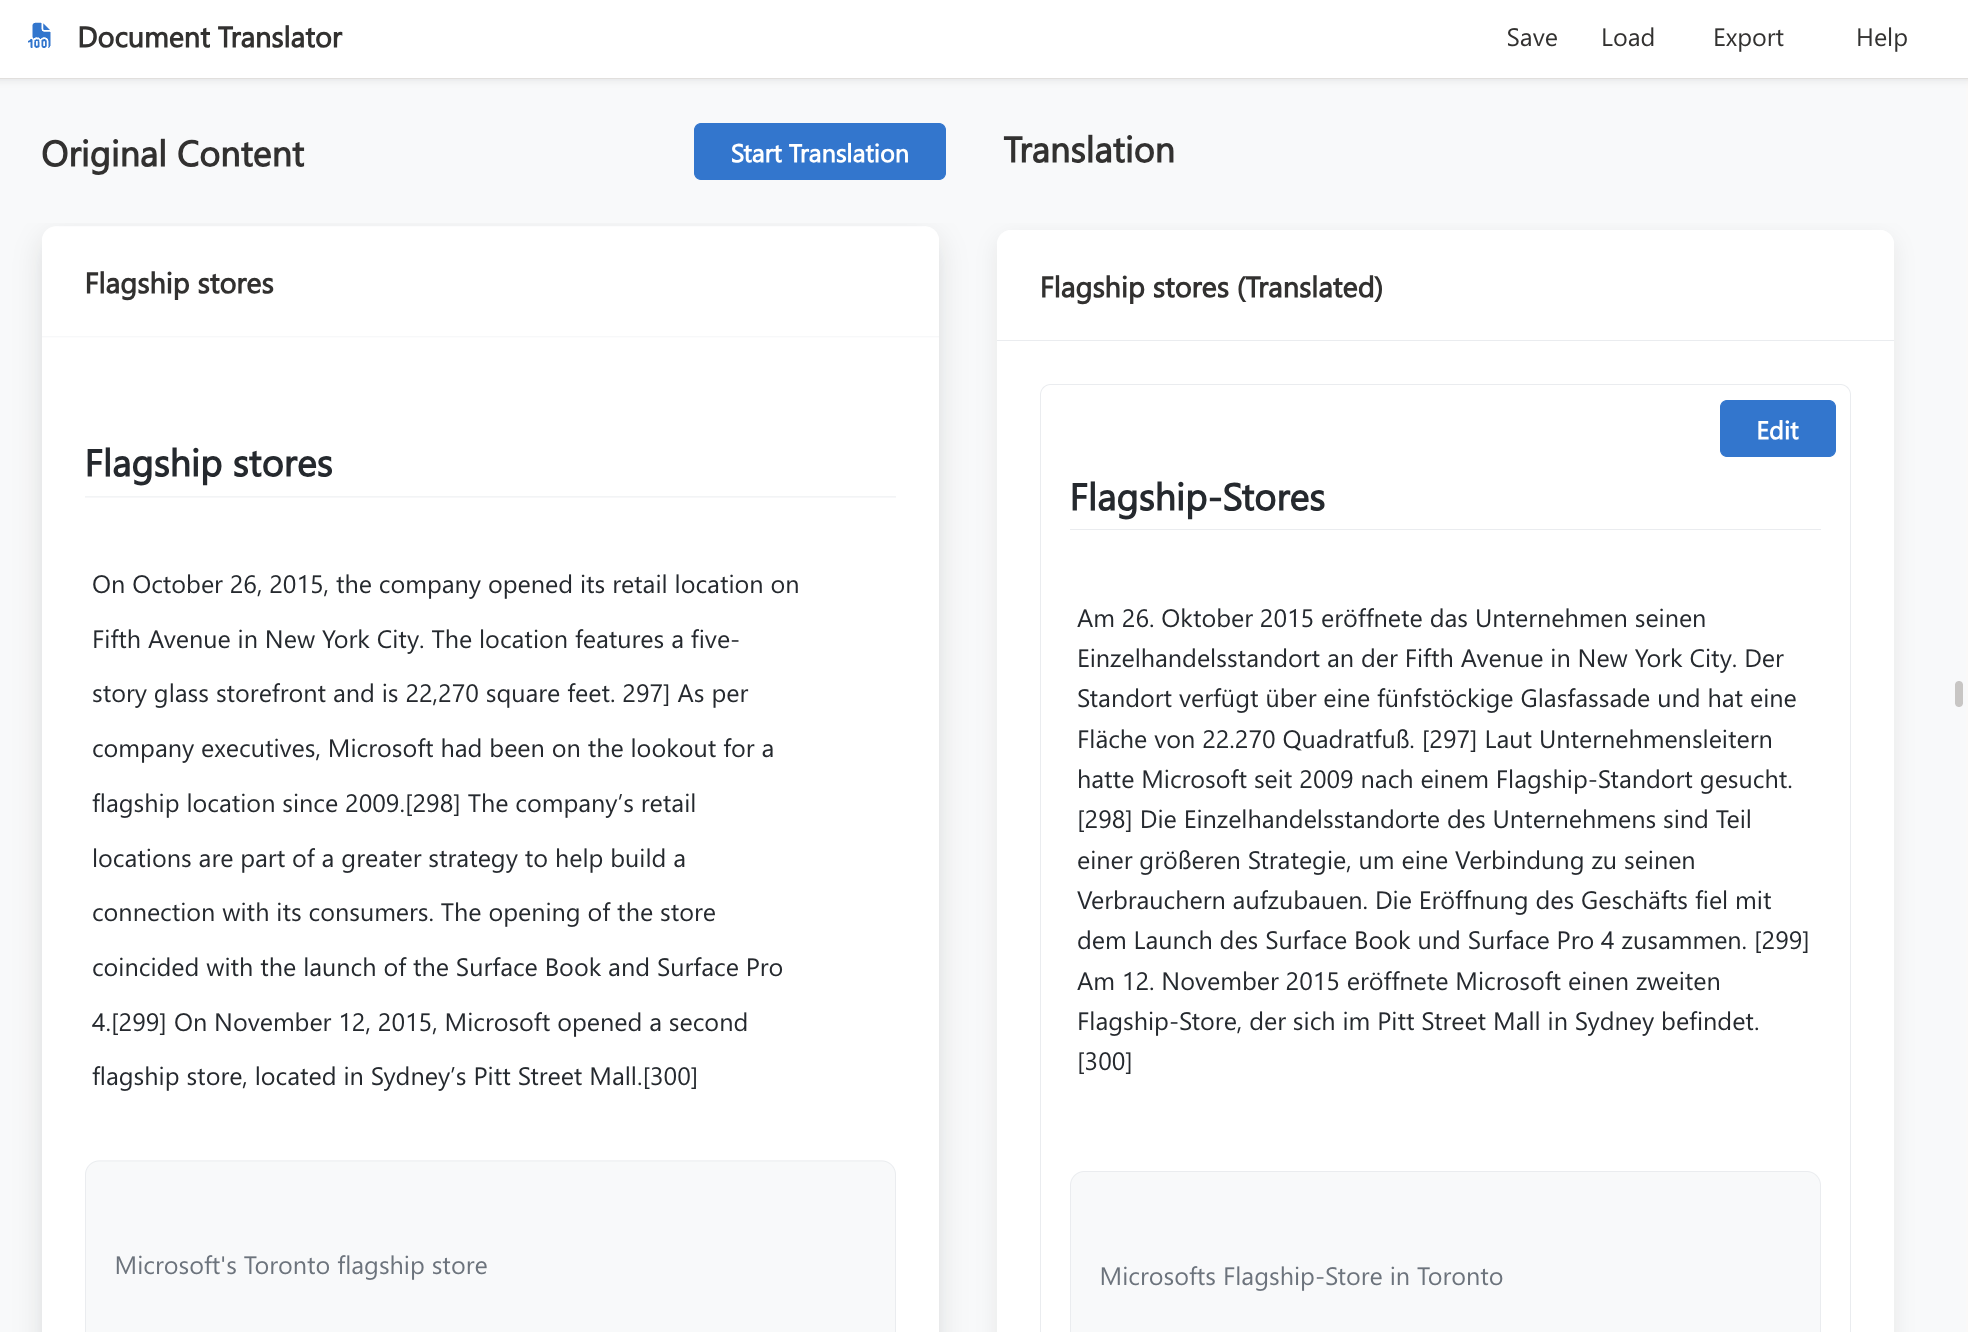 100
Document Translator
Save
Load
Export
Help
Original Content
Start Translation
Flagship stores
Flagship stores
On October 26, 2015, the company opened its retail location on
Fifth Avenue in New York City. The location features a five-
story glass storefront and is 22,270 square feet. 297] As per
company executives, Microsoft had been on the lookout for a
flagship location since 2009.[298] The company’s retail
locations are part of a greater strategy to help build a
connection with its consumers. The opening of the store
coincided with the launch of the Surface Book and Surface Pro
4.[299] On November 12, 2015, Microsoft opened a second
flagship store, located in Sydney’s Pitt Street Mall.[300]
Microsoft's Toronto flagship store
Translation
Flagship stores (Translated)
Edit
Flagship-Stores
Am 26. Oktober 2015 eröffnete das Unternehmen seinen
Einzelhandelsstandort an der Fifth Avenue in New York City. Der
Standort verfügt über eine fünfstöckige Glasfassade und hat eine
Fläche von 22.270 Quadratfuß. [297] Laut Unternehmensleitern
hatte Microsoft seit 2009 nach einem Flagship-Standort gesucht.
[298] Die Einzelhandelsstandorte des Unternehmens sind Teil
einer größeren Strategie, um eine Verbindung zu seinen
Verbrauchern aufzubauen. Die Eröffnung des Geschäfts fiel mit
dem Launch des Surface Book und Surface Pro 4 zusammen. [299]
Am 12. November 2015 eröffnete Microsoft einen zweiten
Flagship-Store, der sich im Pitt Street Mall in Sydney befindet.
[300]
Microsofts Flagship-Store in Toronto